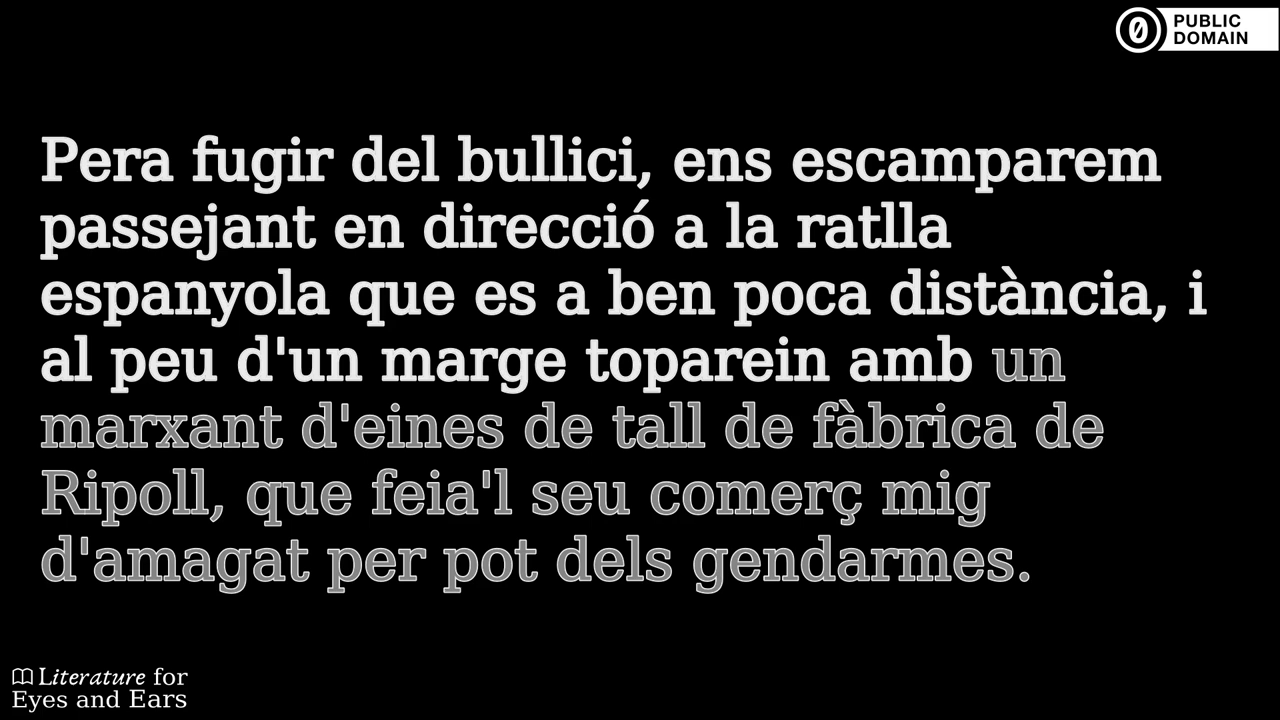 PUBLIC
DOMAIN
Pera fugir del bullici, ens escamparem
passejant en direcció a la ratlla
espanyola que es a ben poca distància, i
al peu d'un marge toparein amb un
marxant d'eines de tall de fàbrica de
Ripoll, que feia'l seu comerç mig
d'amagat per pot dels gendarmes.
Literature for
Eyes and Ears